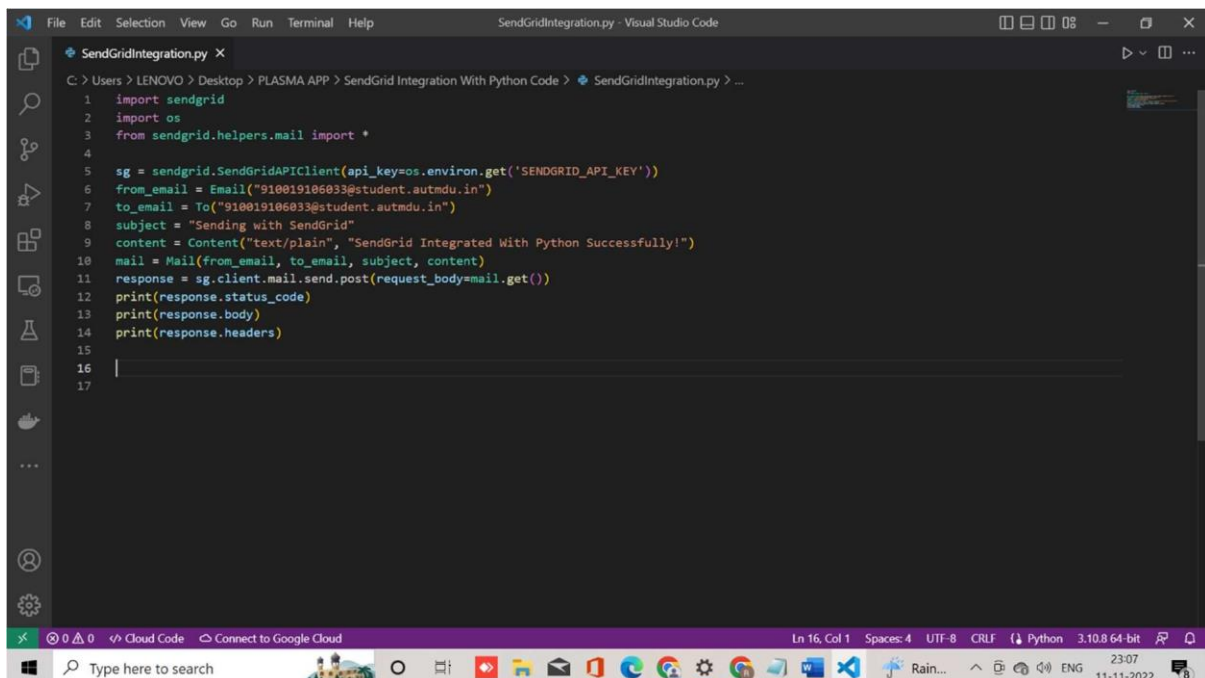 File Edit Selection View Go Run Terminal Help SendGridIntegration.py - Visual Studio Code
SendGridIntegration.py
C: > Users > LENOVO > Desktop > PLASMA APP > SendGrid Integration With Python Code > SendGridIntegration.py > ...
1 import sendgrid
2 import os
3 from sendgrid.helpers.mail import *
4
5 sg = sendgrid.SendGridAPIClient(api_key=os.environ.get('SENDGRID_API_KEY'))
6 from_email = Email("910019106033@student.autmdu.in")
7 to_email = To("910019106033@student.autmdu.in")
8 subject = "Sending with SendGrid"
9 content = Content("text/plain", "SendGrid Integrated With Python Successfully!")
10 mail = Mail(from_email, to_email, subject, content)
11 response = sg.client.mail.send.post(request_body=mail.get())
12 print(response.status_code)
13 print(response.body)
14 print(response.headers)
15
16
17
0 0 Cloud Code Connect to Google Cloud Ln 16, Col 1 Spaces: 4 UTF-8 CRLF Python 3.10.8 64-bit
Type here to search Rain... ENG 23:07
11-11-2022 8